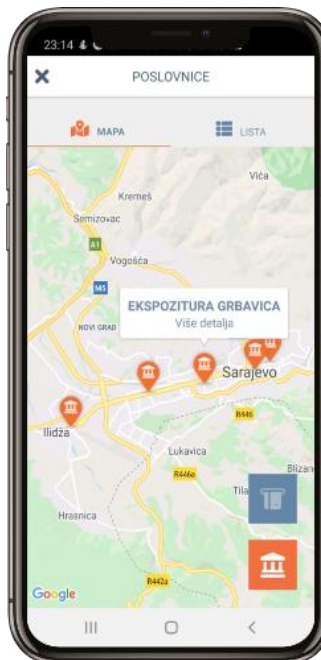 23:14
POSLOVNICE
MAPA
LISTA
Vića
Kremeš
Semizovac
A1
Vogošća
M5
EKSPOZITURA GRBAVICA
Više detalja
NOVI GRAD
Sarajevo
R446
Ilidža
Lukavica
R446a
Blizan
Tila
Hrasnica
R442a
Google